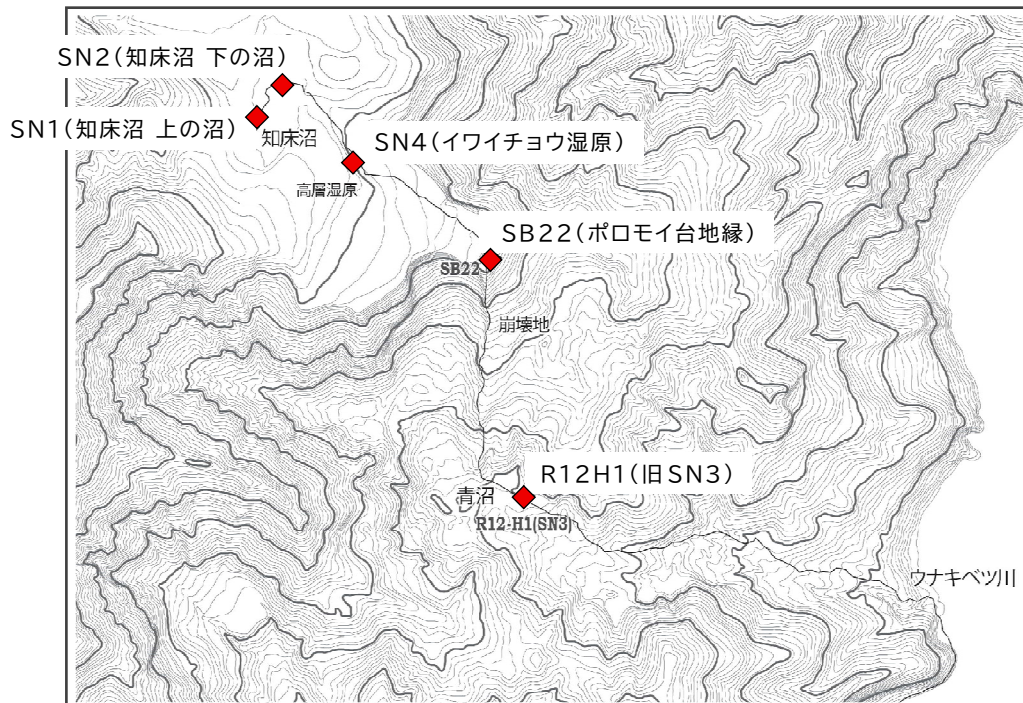 SN2(知床沼 下の沼)
SN1(知床沼 上の沼)
知床沼
SN4(イワイチョウ湿原)
高層湿原
SB22(ポロモイ台地縁)
SB22
崩壊地
R12H1(旧SN3)
青沼
R12-H1(SN3)
ウナキベツ川